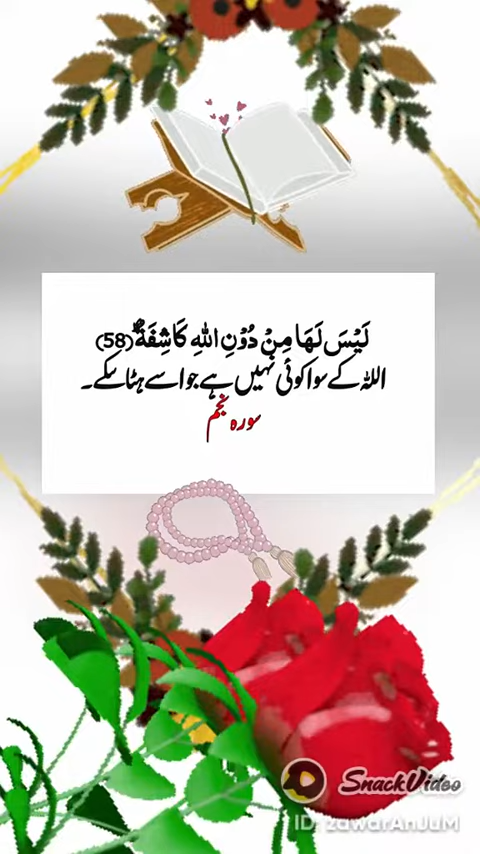 لَيْسَ لَهَا مِنْ دُوْنِ اللّٰهِ كَاشِفَةٌؕ(58)
اللہ کے سوا کوئی نہیں ہے جو اسے ہٹا سکے۔
سورہ نجم
SnackVideo
ID: zawarAnJuM